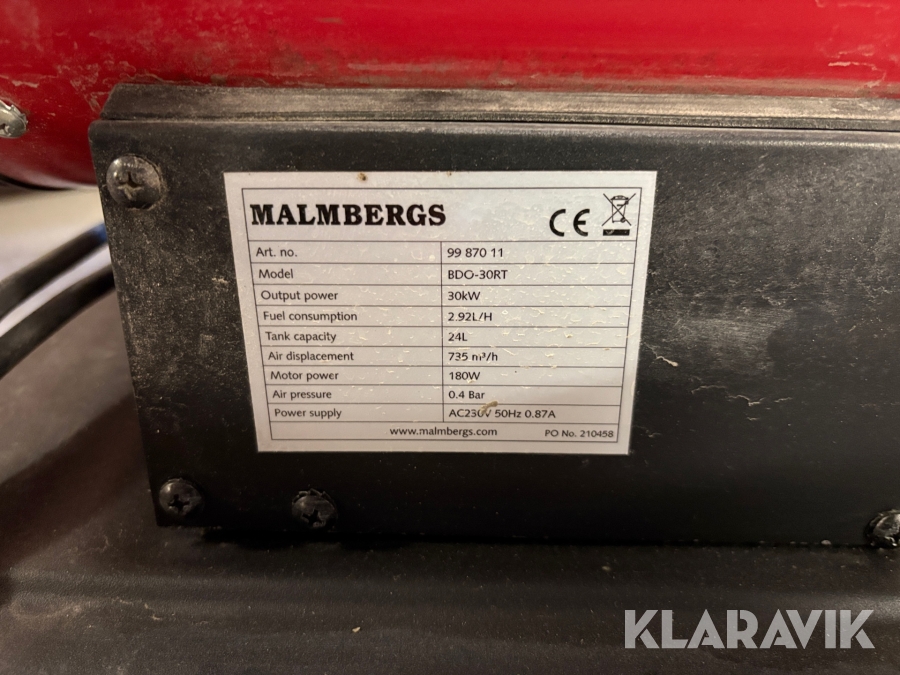 MALMBERGS CE
Art. no. 99 870 11
Model BDO-30RT
Output power 30kW
Fuel consumption 2.92L/H
Tank capacity 24L
Air displacement 735 m³/h
Motor power 180W
Air pressure 0.4 Bar
Power supply AC230V 50Hz 0.87A
www.malmbergs.com PO No. 210458
KLARAVIK